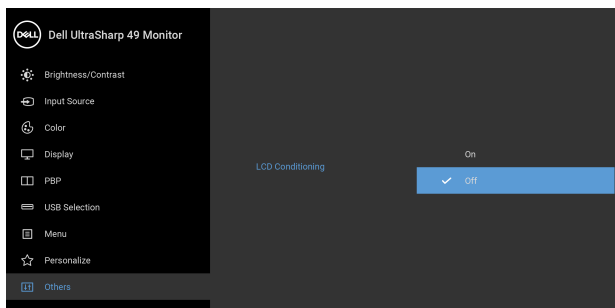 DELL
Dell UltraSharp 49 Monitor
Brightness/Contrast
Input Source
Color
Display
PBP
USB Selection
Menu
Personalize
Others
LCD Conditioning
On
Off